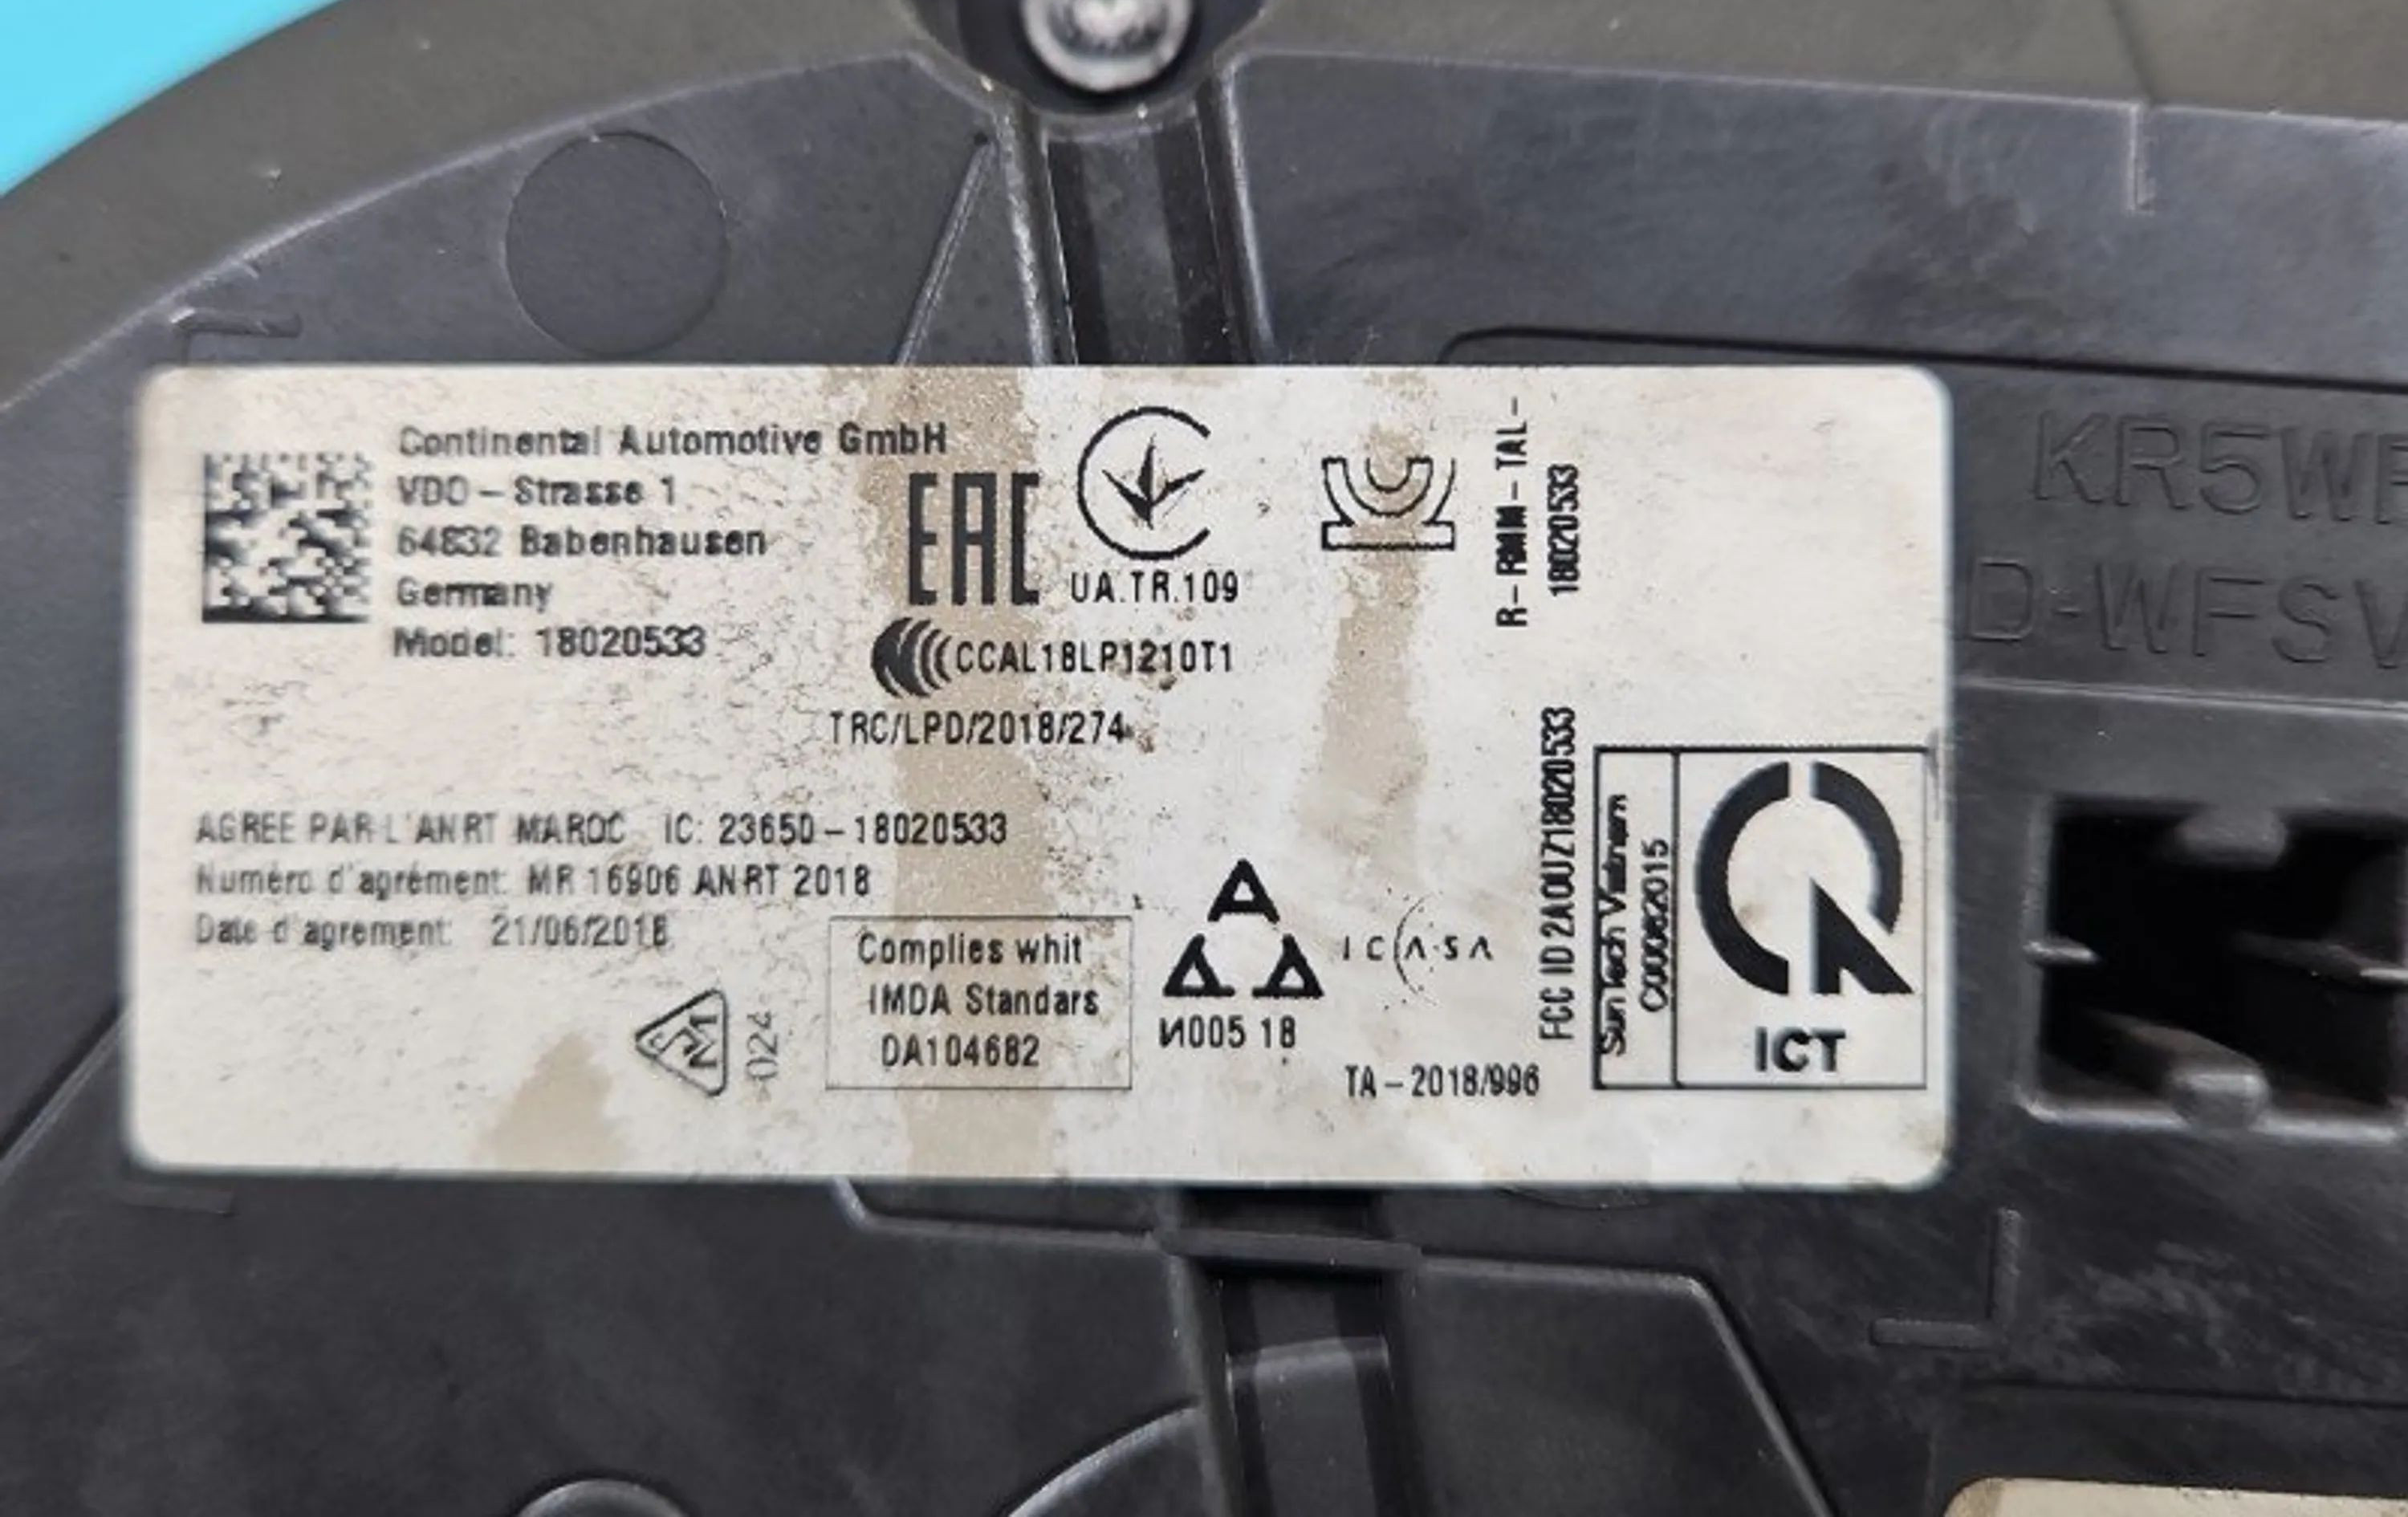 Continental Automotive GmbH
VDO – Strasse 1
64832 Babenhausen
Germany
Model: 18020533
EAC
UA.TR.109
CCAL18LP1210T1
TRC/LPD/2018/274
R-RMM-TAL-
18020533
AGREE PAR L'ANRT MAROC IC: 23650-18020533
Numéro d'agrément: MR 16906 ANRT 2018
Date d'agrement: 21/06/2018
024
Complies whit
IMDA Standars
DA104682
И005 18
ICASA
TA – 2018/996
FCC ID 2AOUZ18020533
SunTech Vietnam
C000682015
ICT
KR5W
D-WFSV